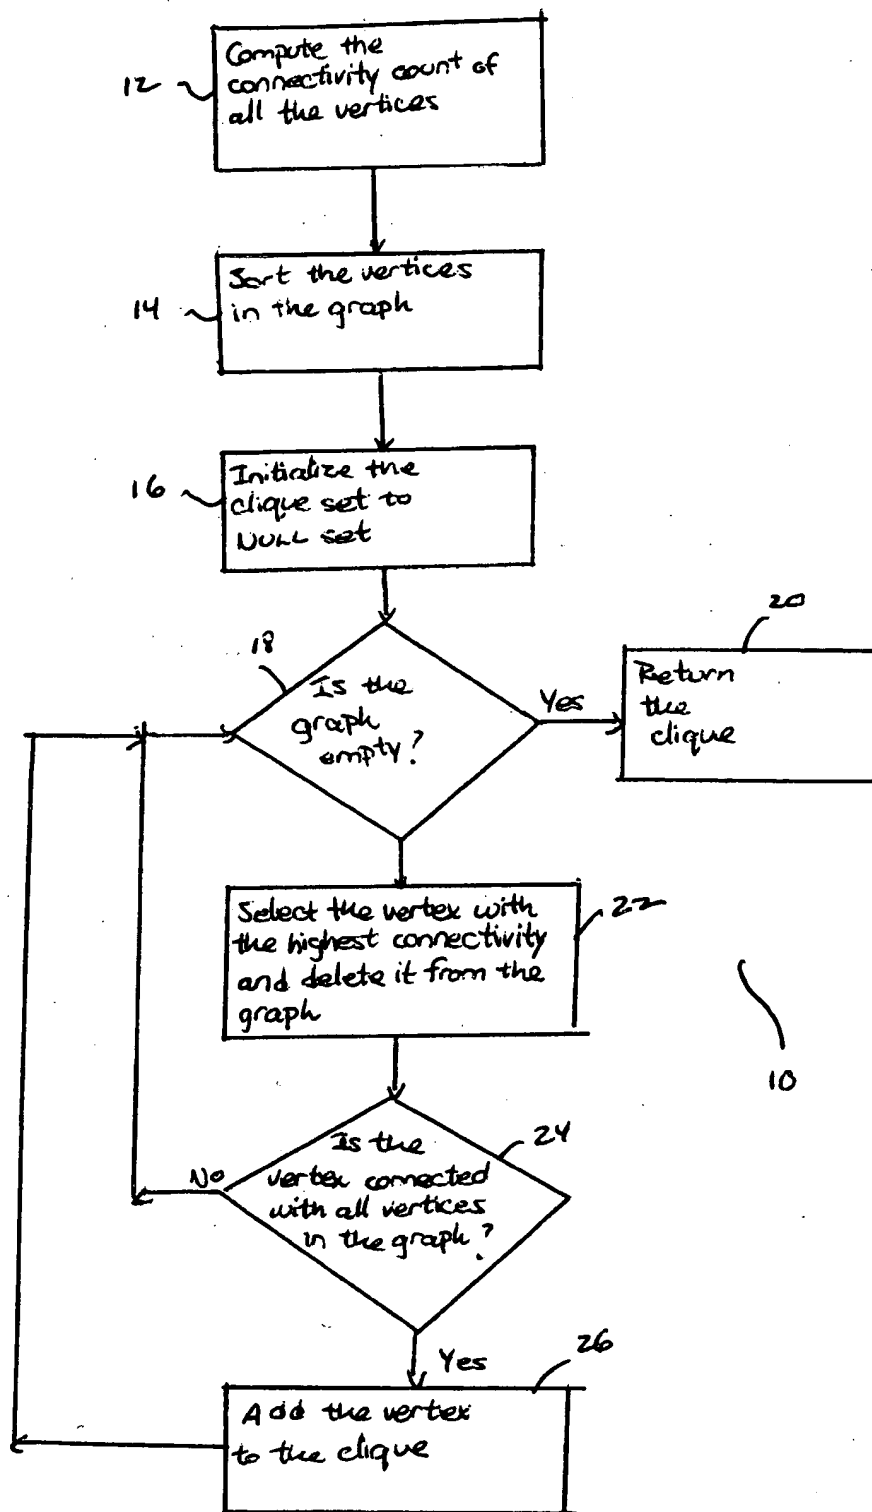 Compute the
connectivity count of
all the vertices
12
Sort the vertices
in the graph
14
Initialize the
clique set to
NULL set
16
18
Is the
graph
empty?
Yes
20
Return
the
clique
Select the vertex with
the highest connectivity
and delete it from the
graph
22
10
24
Is the
vertex connected
with all vertices
in the graph?
No
Yes
26
Add the vertex
to the clique